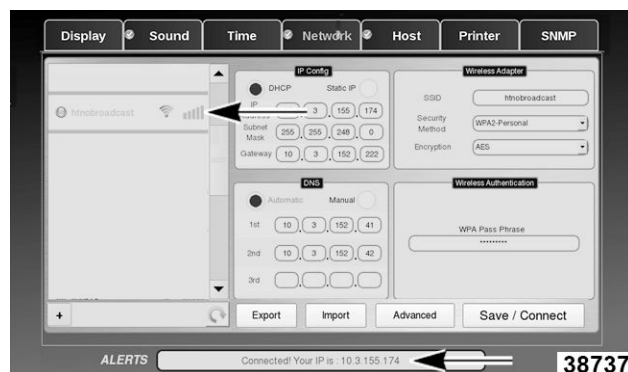 Display Sound Time Network Host Printer SNMP
IP Config
DHCP Static IP
IP Address 3 155 174
Subnet Mask 255 255 248 0
Gateway 10 3 152 222
Wireless Adapter
SSID htnobroadcast
Security Method WPA2-Personal
Encryption AES
htnobroadcast
DNS
Automatic Manual
1st 10 3 152 41
2nd 10 3 152 42
3rd
Wireless Authentication
WPA Pass Phrase
*********
+ Export Import Advanced Save / Connect
ALERTS Connected! Your IP is : 10.3.155.174
38737